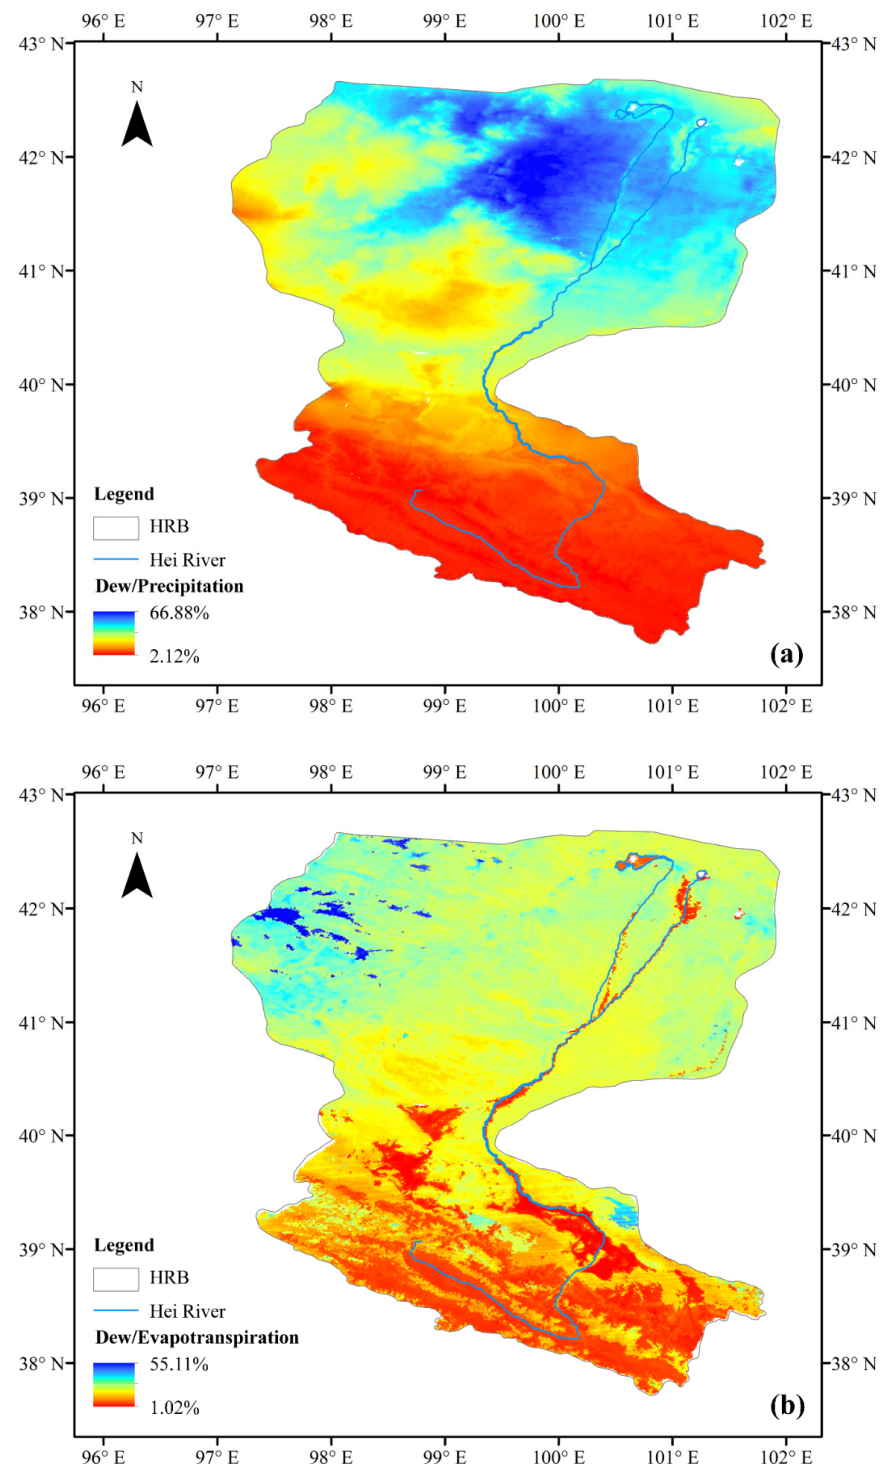 96° E 97° E 98° E 99° E 100° E 101° E 102° E
43° N 43° N
N
42° N 42° N
41° N 41° N
40° N 40° N
39° N 39° N
Legend
HRB
Hei River
Dew/Precipitation
66.88%
38° N 38° N
2.12%
(a)
96° E 97° E 98° E 99° E 100° E 101° E 102° E
96° E 97° E 98° E 99° E 100° E 101° E 102° E
43° N 43° N
N
42° N 42° N
41° N 41° N
40° N 40° N
39° N 39° N
Legend
HRB
Hei River
Dew/Evapotranspiration
55.11%
38° N 38° N
1.02%
(b)
96° E 97° E 98° E 99° E 100° E 101° E 102° E